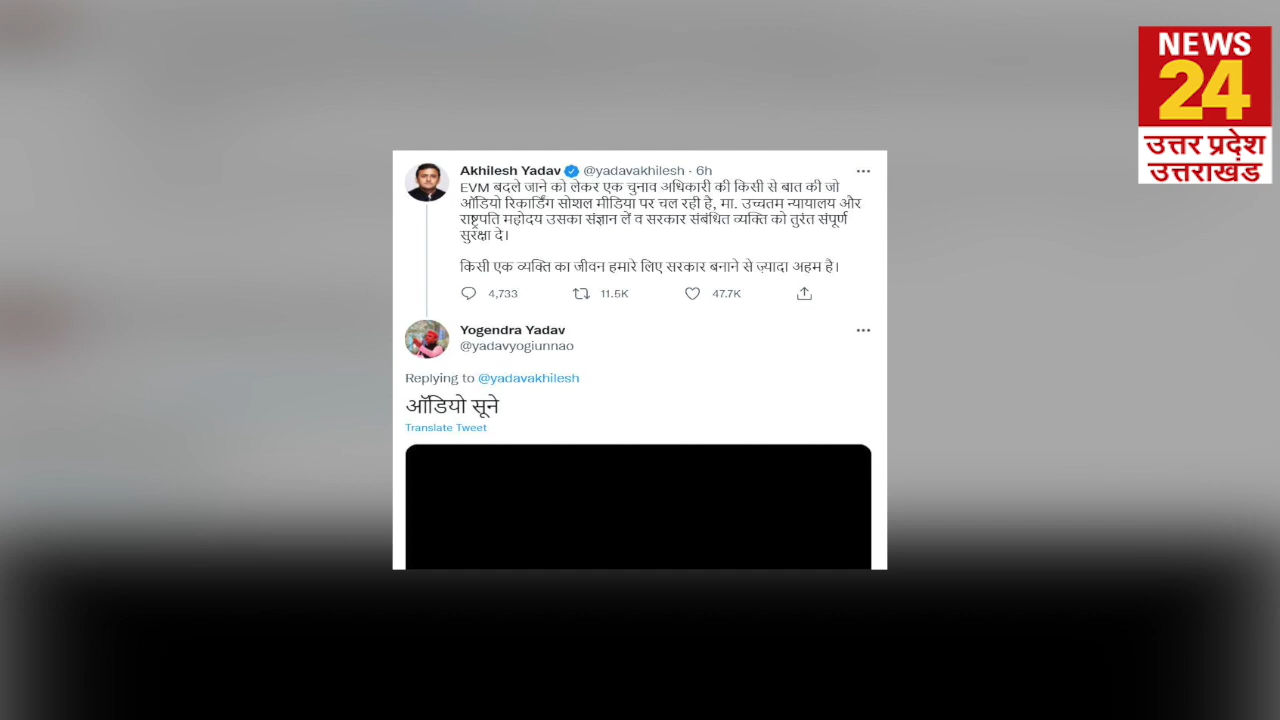 NEWS
24
उत्तर प्रदेश
उत्तराखंड
Akhilesh Yadav @yadavakhilesh · 6h
EVM बदले जाने को लेकर एक चुनाव अधिकारी की किसी से बात की जो
ऑडियो रिकार्डिंग सोशल मीडिया पर चल रही है, मा. उच्चतम न्यायालय और
राष्ट्रपति महोदय उसका संज्ञान लें व सरकार संबंधित व्यक्ति को तुरंत संपूर्ण
सुरक्षा दे।
किसी एक व्यक्ति का जीवन हमारे लिए सरकार बनाने से ज़्यादा अहम है।
4,733 11.5K 47.7K
Yogendra Yadav
@yadavyogiunnao
Replying to @yadavakhilesh
ऑडियो सूने
Translate Tweet